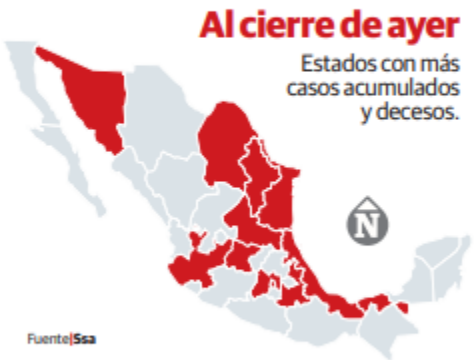 Al cierre de ayer
Estados con más
casos acumulados
y decesos.
N
Fuente|Ssa